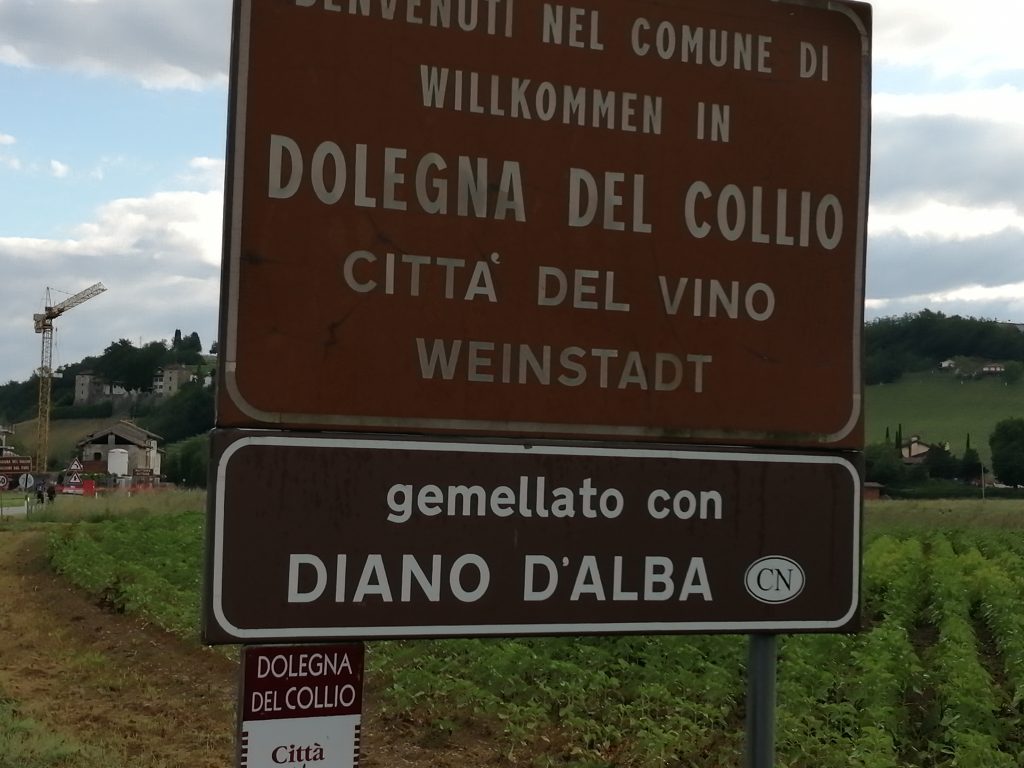 BENVENUTI NEL COMUNE DI
WILLKOMMEN IN
DOLEGNA DEL COLLIO
CITTA' DEL VINO
WEINSTADT
gemellato con
DIANO D'ALBA CN
DOLEGNA
DEL COLLIO
Città